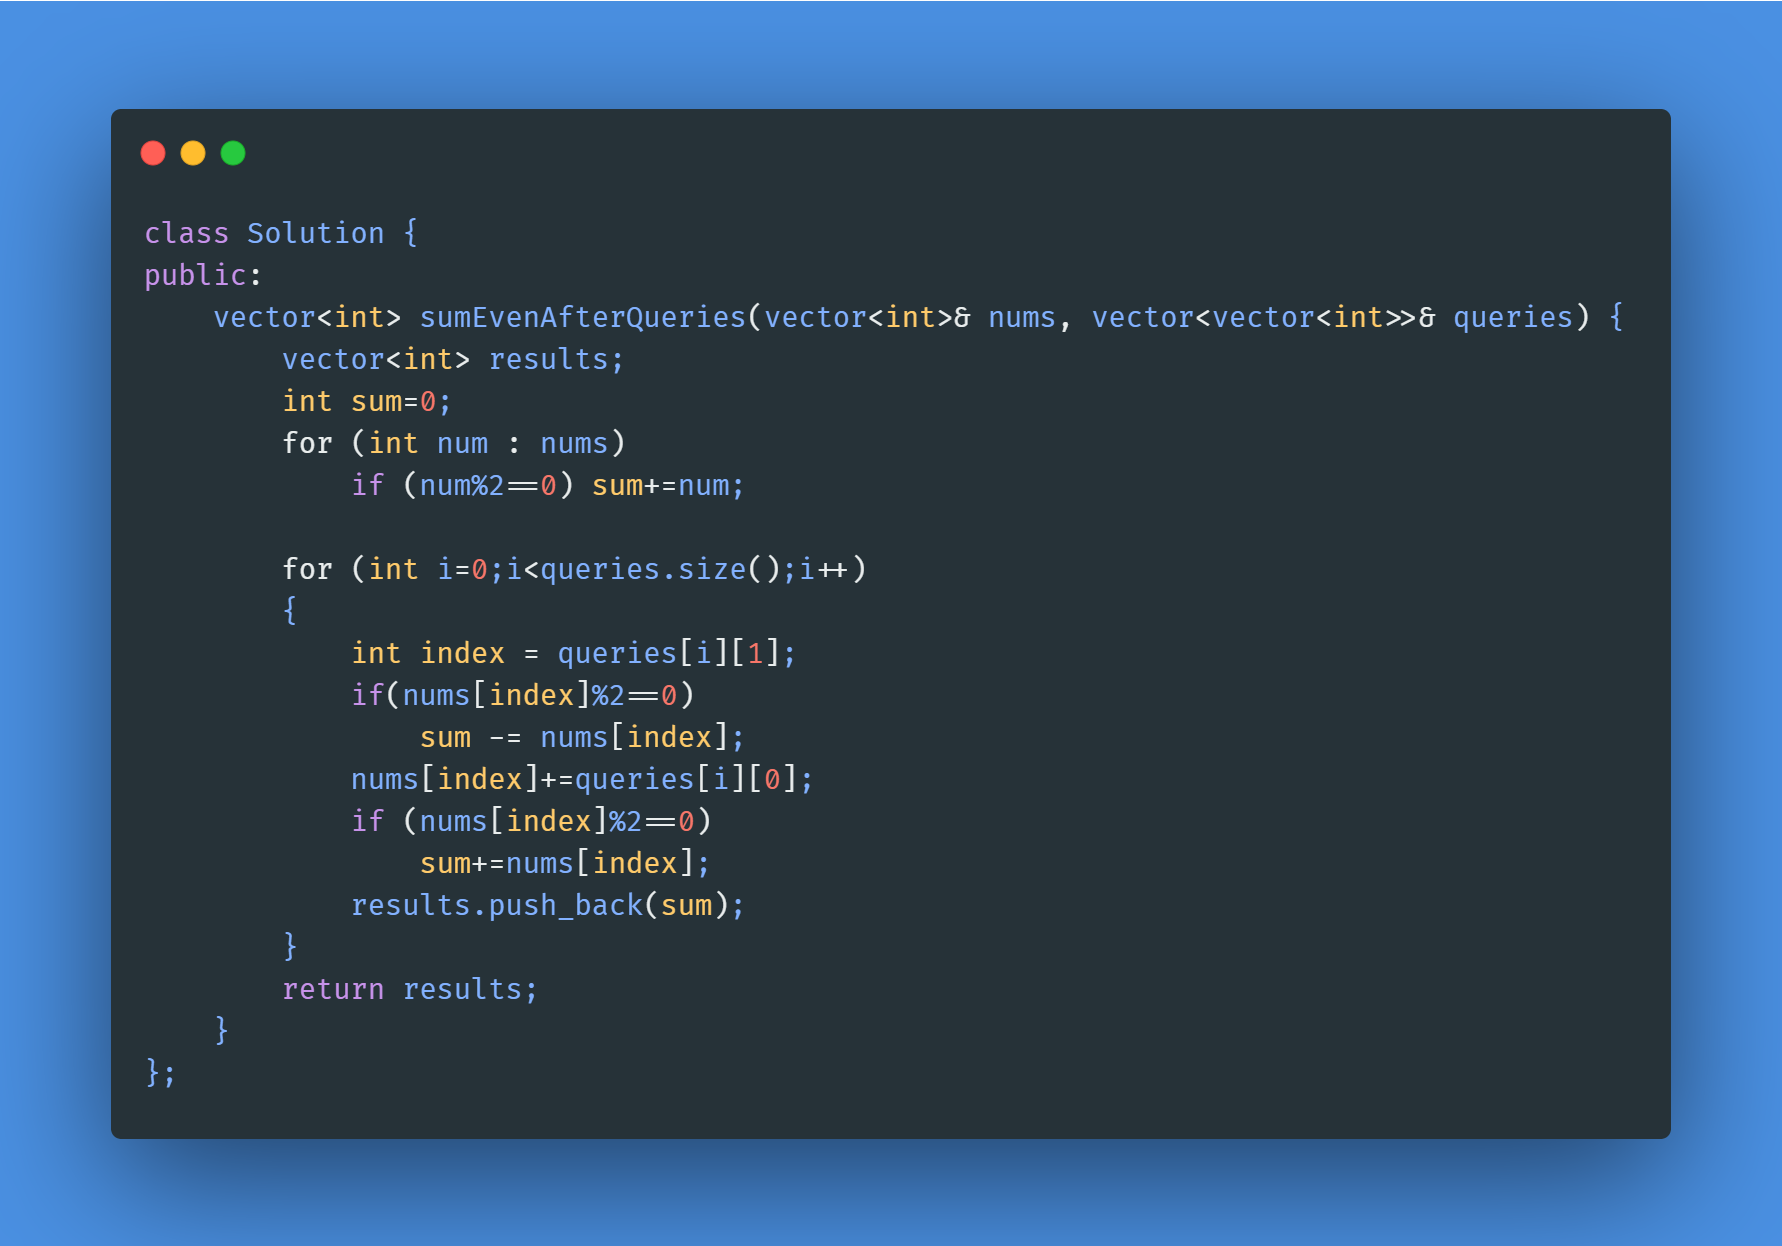 class Solution {
public:
    vector<int> sumEvenAfterQueries(vector<int>& nums, vector<vector<int>>& queries) {
        vector<int> results;
        int sum=0;
        for (int num : nums)
            if (num%2==0) sum+=num;

        for (int i=0;i<queries.size();i++)
        {
            int index = queries[i][1];
            if(nums[index]%2==0)
                sum -= nums[index];
            nums[index]+=queries[i][0];
            if (nums[index]%2==0)
                sum+=nums[index];
            results.push_back(sum);
        }
        return results;
    }
};